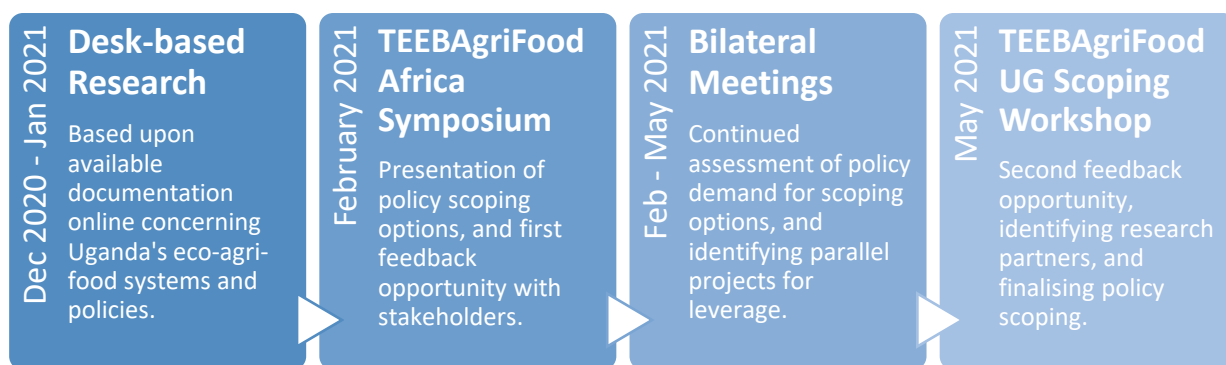 Dec 2020 - Jan 2021
Desk-based
Research
Based upon
available
documentation
online concerning
Uganda's eco-agri-
food systems and
policies.
February 2021
TEEBAgriFood
Africa
Symposium
Presentation of
policy scoping
options, and first
feedback
opportunity with
stakeholders.
Feb - May 2021
Bilateral
Meetings
Continued
assessment of policy
demand for scoping
options, and
identifying parallel
projects for
leverage.
May 2021
TEEBAgriFood
UG Scoping
Workshop
Second feedback
opportunity,
identifying research
partners, and
finalising policy
scoping.